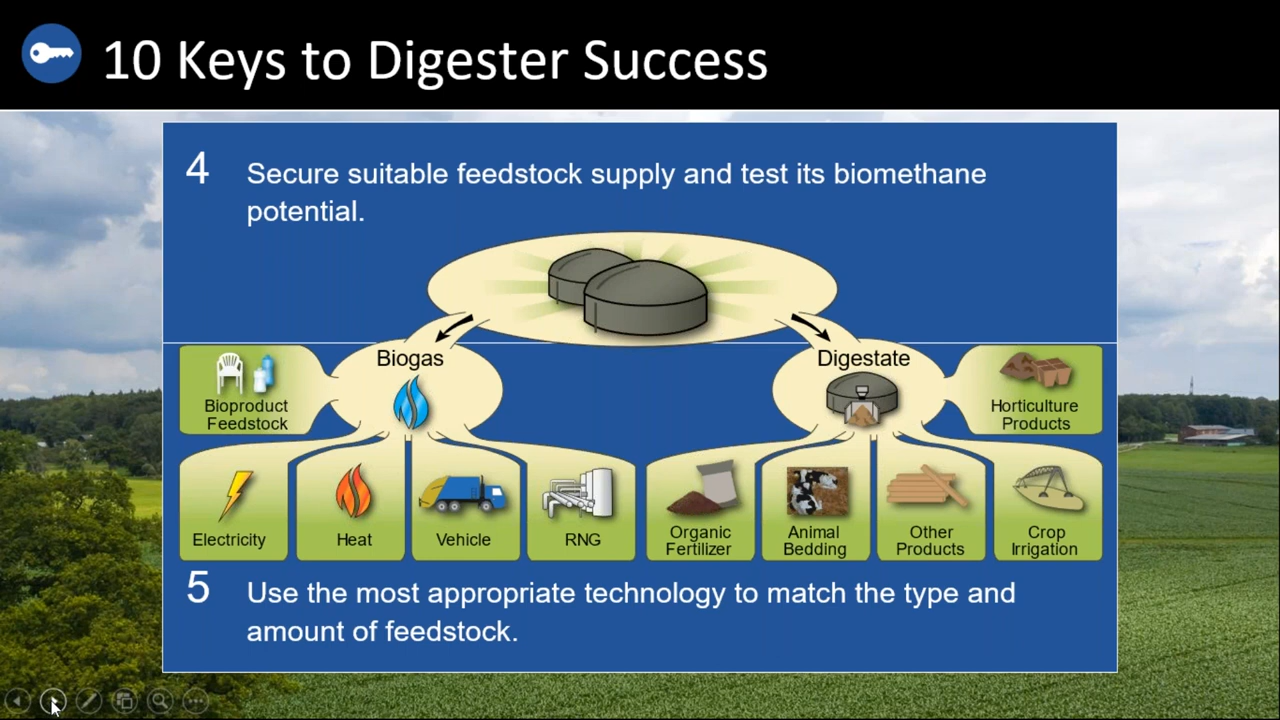 10 Keys to Digester Success
4 Secure suitable feedstock supply and test its biomethane
potential.
Biogas
Digestate
Bioproduct
Feedstock
Horticulture
Products
Electricity
Heat
Vehicle
RNG
Organic
Fertilizer
Animal
Bedding
Other
Products
Crop
Irrigation
5 Use the most appropriate technology to match the type and
amount of feedstock.